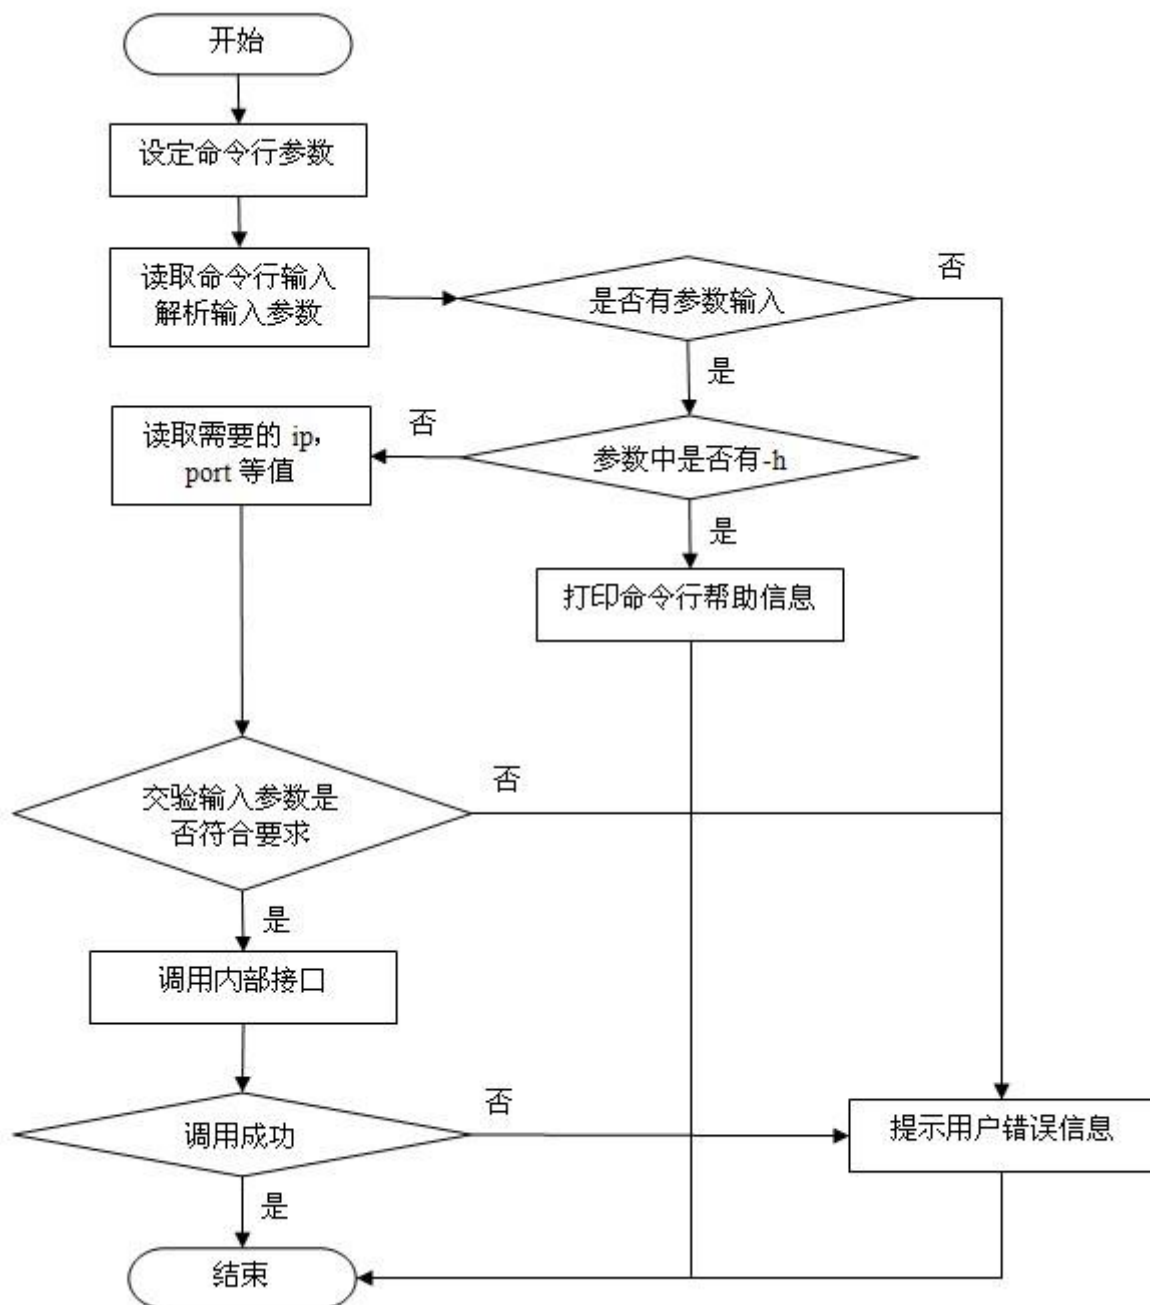 开始
设定命令行参数
读取命令行输入
解析输入参数
是否有参数输入
否
是
读取需要的 ip，
port 等值
否
参数中是否有-h
是
打印命令行帮助信息
交验输入参数是
否符合要求
否
是
调用内部接口
调用成功
否
提示用户错误信息
是
结束